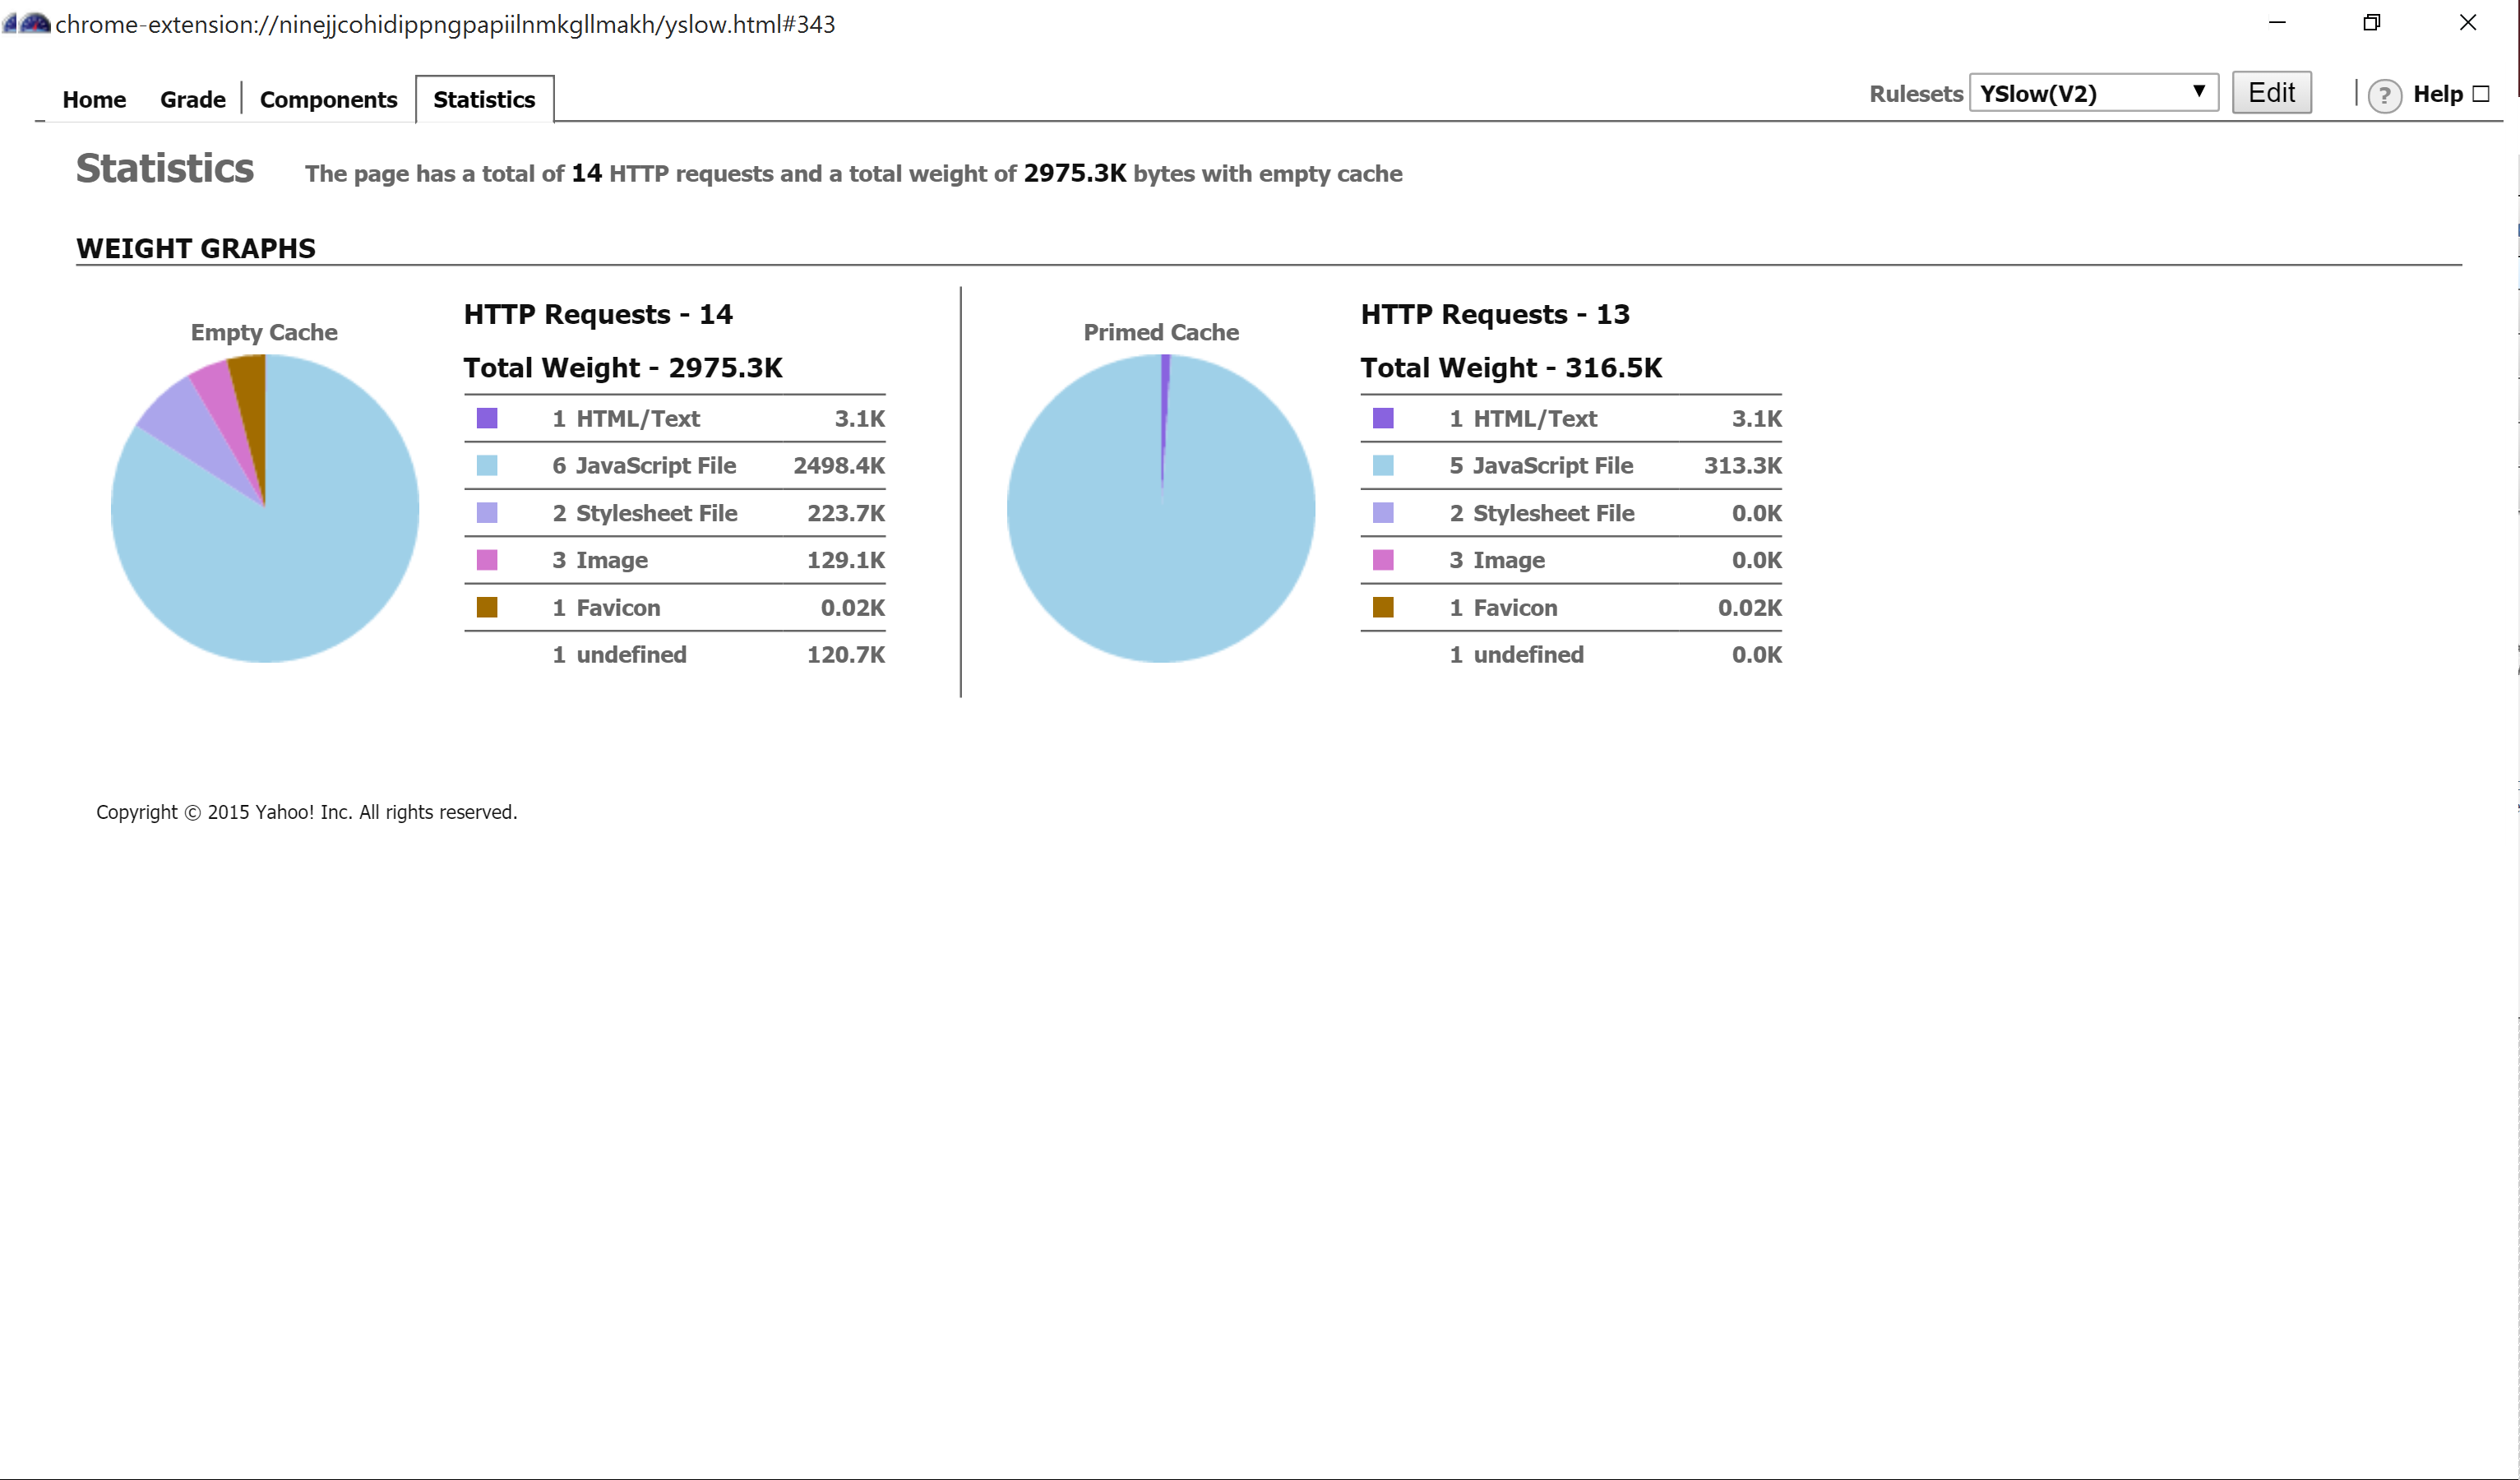 chrome-extension://ninejjcohidippngpapiilnmkgllmakh/yslow.html#343
Home Grade Components Statistics Rulesets YSlow(V2) Edit ? Help
Statistics The page has a total of 14 HTTP requests and a total weight of 2975.3K bytes with empty cache
WEIGHT GRAPHS
Empty Cache
HTTP Requests - 14
Total Weight - 2975.3K
1 HTML/Text 3.1K
6 JavaScript File 2498.4K
2 Stylesheet File 223.7K
3 Image 129.1K
1 Favicon 0.02K
1 undefined 120.7K
Primed Cache
HTTP Requests - 13
Total Weight - 316.5K
1 HTML/Text 3.1K
5 JavaScript File 313.3K
2 Stylesheet File 0.0K
3 Image 0.0K
1 Favicon 0.02K
1 undefined 0.0K
Copyright © 2015 Yahoo! Inc. All rights reserved.